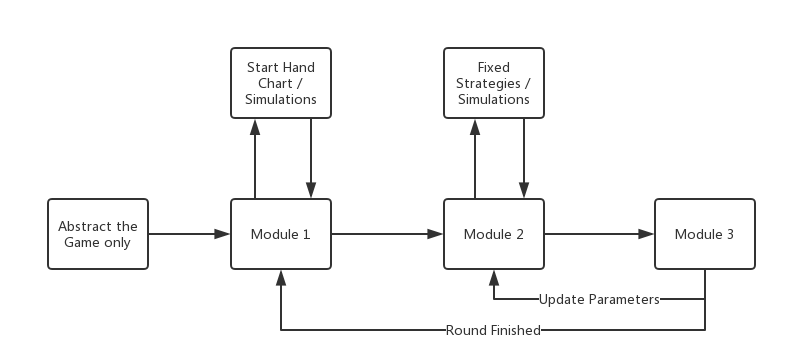 Start Hand
Chart /
Simulations
Fixed
Strategies /
Simulations
Abstract the
Game only
Module 1
Module 2
Module 3
Update Parameters
Round Finished